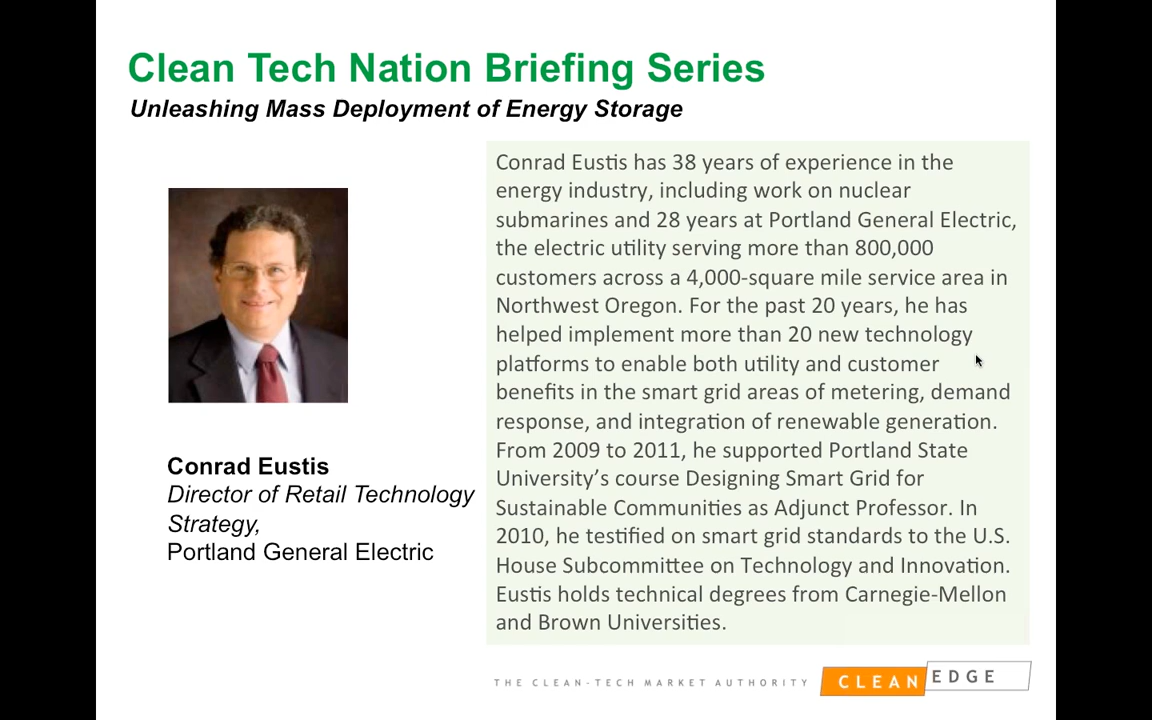 Clean Tech Nation Briefing Series
Unleashing Mass Deployment of Energy Storage
Conrad Eustis
Director of Retail Technology
Strategy,
Portland General Electric
Conrad Eustis has 38 years of experience in the
energy industry, including work on nuclear
submarines and 28 years at Portland General Electric,
the electric utility serving more than 800,000
customers across a 4,000-square mile service area in
Northwest Oregon. For the past 20 years, he has
helped implement more than 20 new technology
platforms to enable both utility and customer
benefits in the smart grid areas of metering, demand
response, and integration of renewable generation.
From 2009 to 2011, he supported Portland State
University’s course Designing Smart Grid for
Sustainable Communities as Adjunct Professor. In
2010, he testified on smart grid standards to the U.S.
House Subcommittee on Technology and Innovation.
Eustis holds technical degrees from Carnegie-Mellon
and Brown Universities.
THE CLEAN-TECH MARKET AUTHORITY
CLEAN EDGE